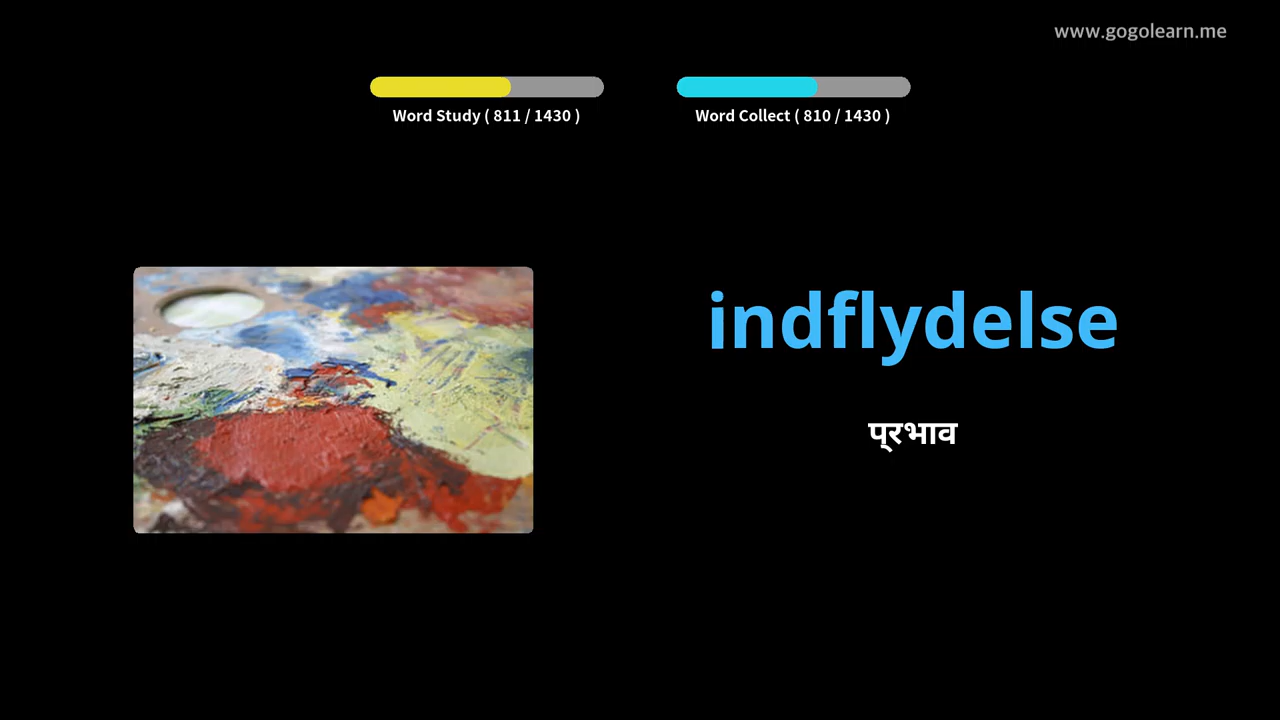 www.gogolearn.me
Word Study ( 811 / 1430 )
Word Collect ( 810 / 1430 )
indflydelse
प्रभाव